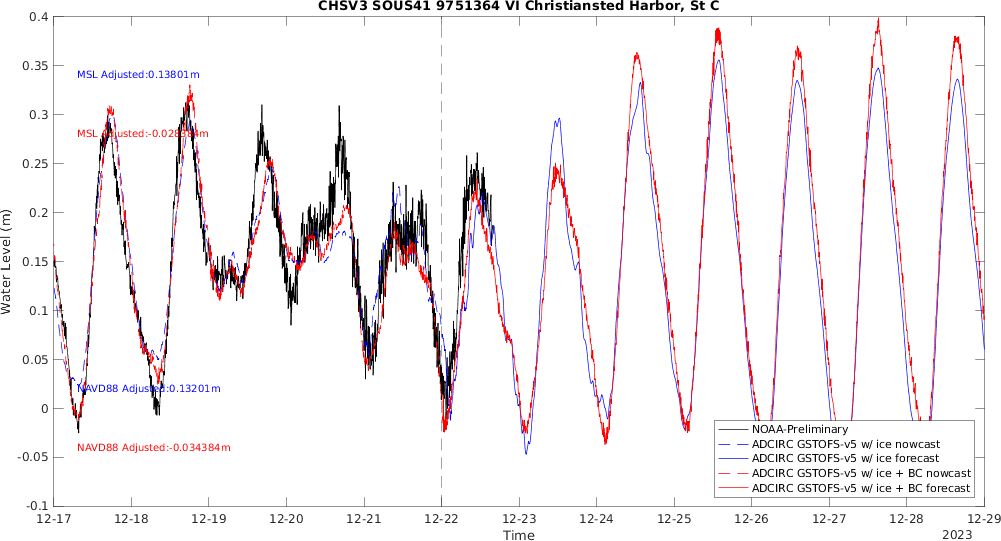 CHSV3 SOUS41 9751364 VI Christiansted Harbor, St C
0.4
0.35
0.3
0.25
0.2
0.15
0.1
0.05
0
-0.05
-0.1
Water Level (m)
MSL Adjusted:0.13801m
MSL Adjusted:-0.028384m
NAVD88 Adjusted:0.13201m
NAVD88 Adjusted:-0.034384m
NOAA-Preliminary
ADCIRC GSTOFS-v5 w/ ice nowcast
ADCIRC GSTOFS-v5 w/ ice forecast
ADCIRC GSTOFS-v5 w/ ice + BC nowcast
ADCIRC GSTOFS-v5 w/ ice + BC forecast
12-17 12-18 12-19 12-20 12-21 12-22 12-23 12-24 12-25 12-26 12-27 12-28 12-29
Time
2023